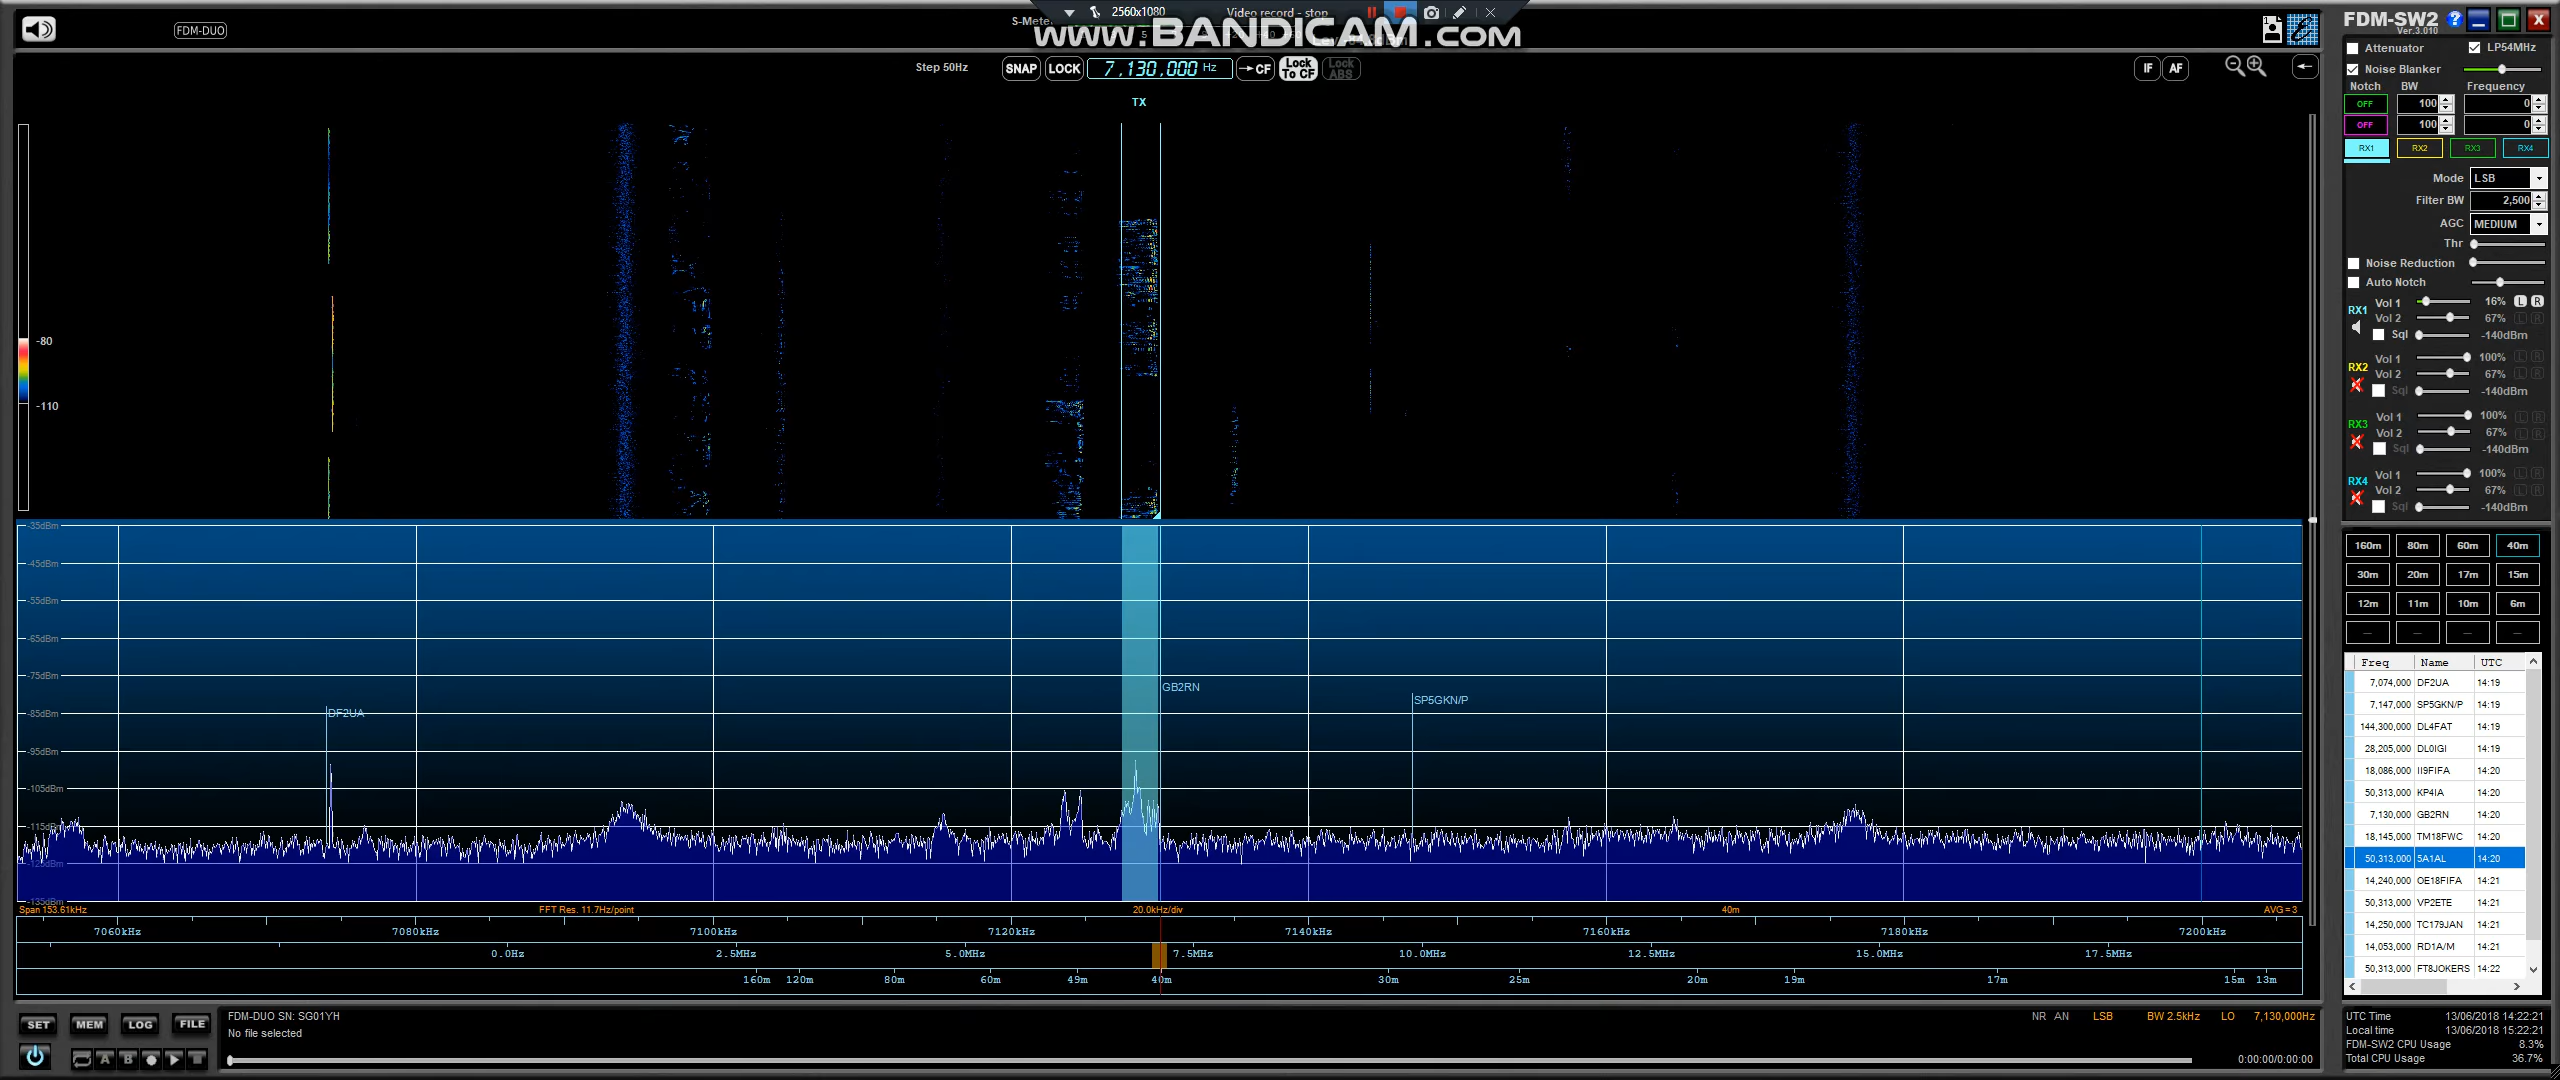 2560x1080 Video record - stop
www.BANDICAM.com
S-Meter
FDM-DUO
FDM-SW2
Ver.3.010
Step 50Hz SNAP LOCK 7,130,000 Hz →CF Lock To CF Lock ABS IF AF
TX
-80
-110
Attenuator LP54MHz
Noise Blanker
Notch BW Frequency
OFF 100 0
OFF 100 0
RX1 RX2 RX3 RX4
Mode LSB
Filter BW 2,500
AGC MEDIUM
Thr
Noise Reduction
Auto Notch
RX1 Vol 1 16% L R
Vol 2 67% L R
Sql -140dBm
RX2 Vol 1 100% L R
Vol 2 67% L R
Sql -140dBm
RX3 Vol 1 100% L R
Vol 2 67% L R
Sql -140dBm
RX4 Vol 1 100% L R
Vol 2 67% L R
Sql -140dBm
-35dBm
-45dBm
-55dBm
-65dBm
-75dBm
-85dBm
-95dBm
-105dBm
-115dBm
-125dBm
-135dBm
GB2RN
SP5GKN/P
DF2UA
Span 153.61kHz FFT Res. 11.7Hz/point 20.0kHz/div 40m AVG=3
7060kHz 7080kHz 7100kHz 7120kHz 7140kHz 7160kHz 7180kHz 7200kHz
0.0Hz 2.5MHz 5.0MHz 7.5MHz 10.0MHz 12.5MHz 15.0MHz 17.5MHz
160m 120m 80m 60m 49m 40m 30m 25m 20m 19m 17m 15m 13m
160m 80m 60m 40m
30m 20m 17m 15m
12m 11m 10m 6m
Freq Name UTC
7,074,000 DF2UA 14:19
7,147,000 SP5GKN/P 14:19
144,300,000 DL4FAT 14:19
28,205,000 DL0IGI 14:19
18,086,000 II9FIFA 14:20
50,313,000 KP4IA 14:20
7,130,000 GB2RN 14:20
18,145,000 TM18FWC 14:20
50,313,000 5A1AL 14:20
14,240,000 OE18FIFA 14:21
50,313,000 VP2ETE 14:21
14,250,000 TC179JAN 14:21
14,053,000 RD1A/M 14:21
50,313,000 FT8JOKERS 14:22
SET MEM LOG FILE
A B
FDM-DUO SN: SG01YH
No file selected
NR AN LSB BW 2.5kHz LO 7,130,000Hz
0:00:00/0:00:00
UTC Time 13/06/2018 14:22:21
Local time 13/06/2018 15:22:21
FDM-SW2 CPU Usage 8.3%
Total CPU Usage 36.7%